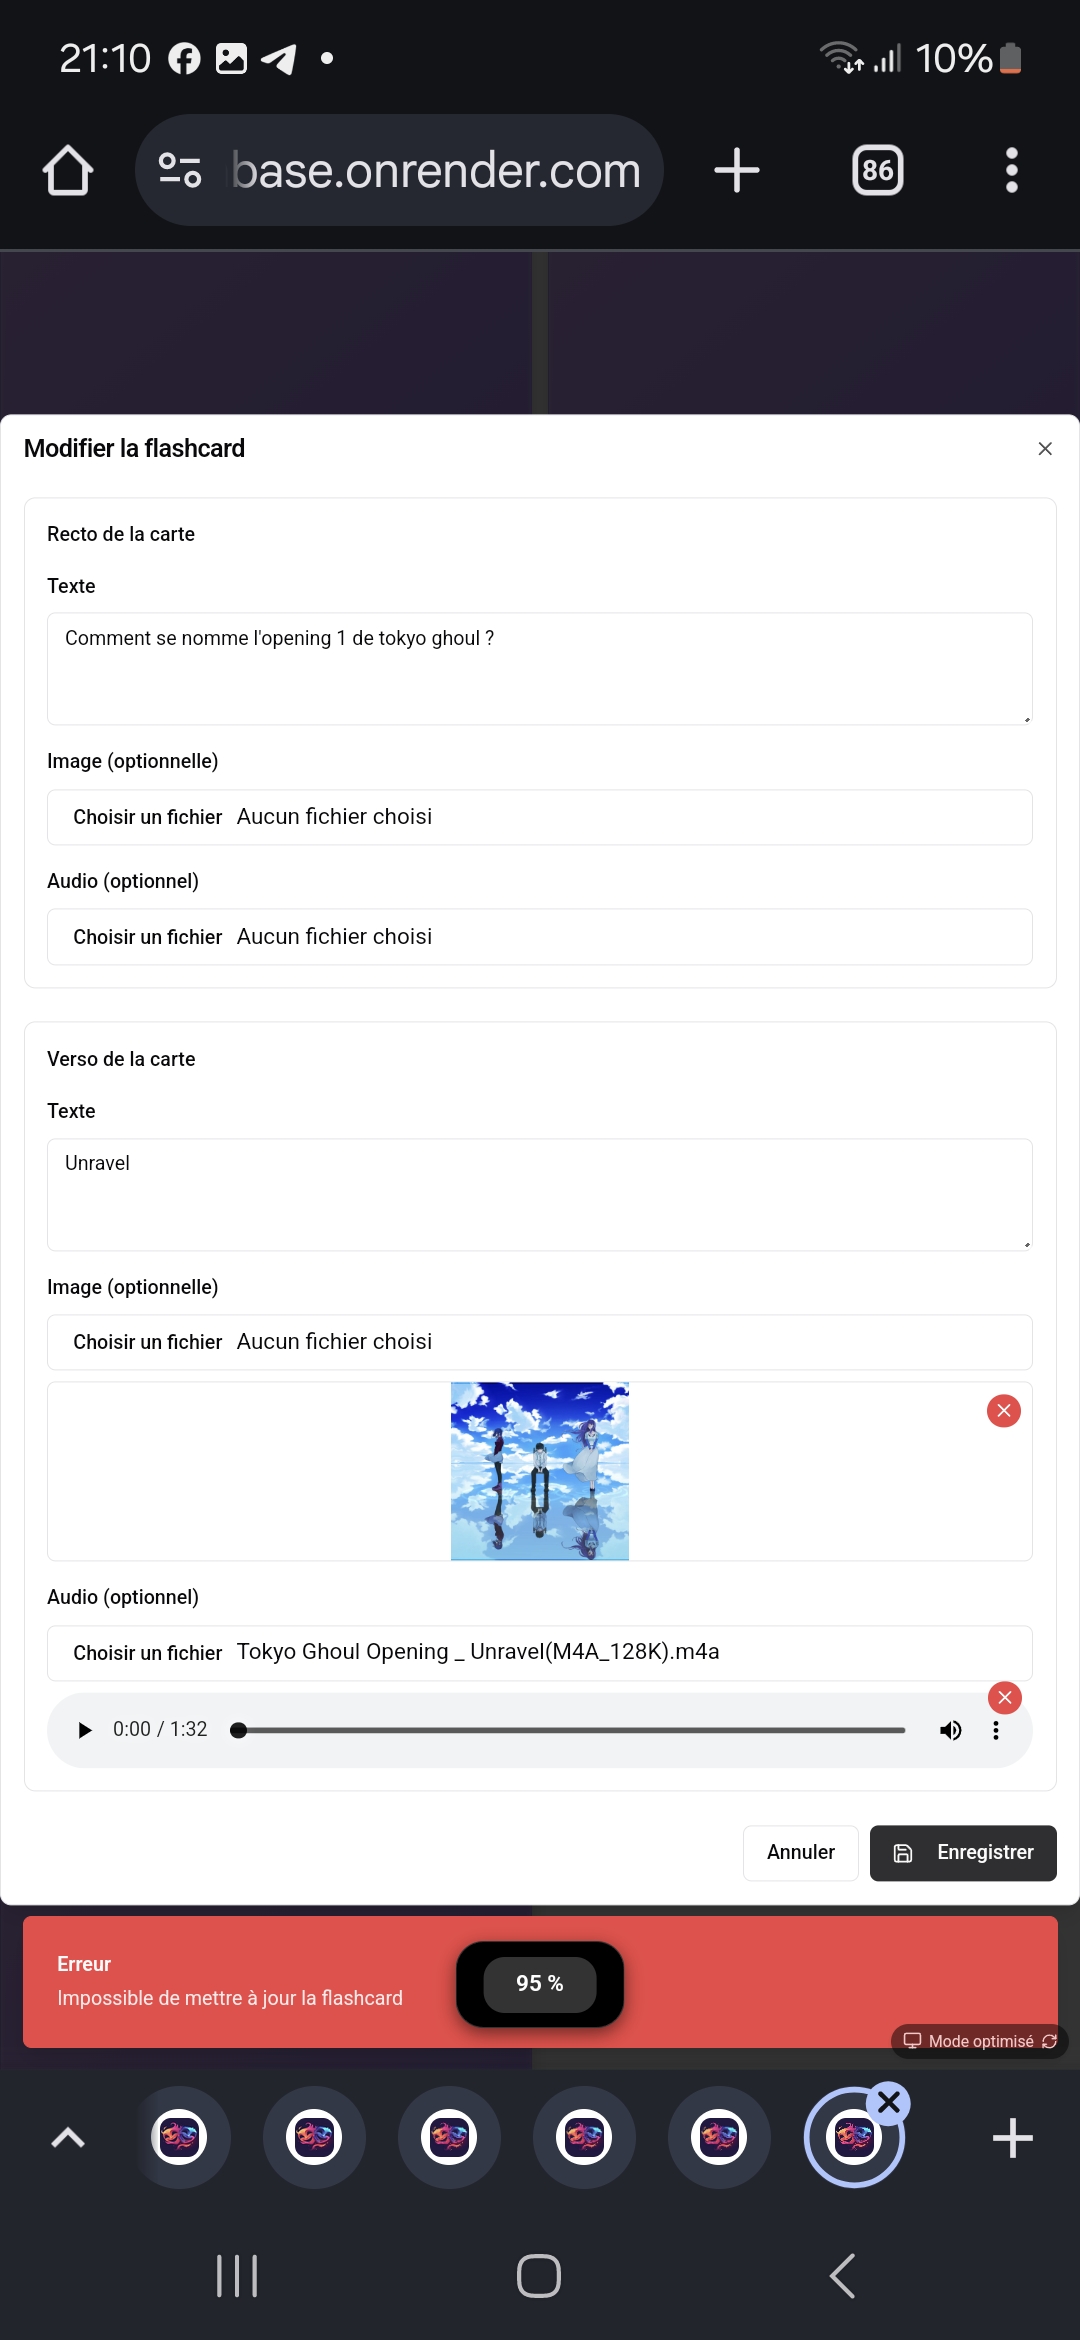 21:10
10%
base.onrender.com
86
Modifier la flashcard
Recto de la carte
Texte
Comment se nomme l'opening 1 de tokyo ghoul ?
Image (optionnelle)
Choisir un fichier Aucun fichier choisi
Audio (optionnel)
Choisir un fichier Aucun fichier choisi
Verso de la carte
Texte
Unravel
Image (optionnelle)
Choisir un fichier Aucun fichier choisi
Audio (optionnel)
Choisir un fichier Tokyo Ghoul Opening _ Unravel(M4A_128K).m4a
0:00 / 1:32
Annuler
Enregistrer
Erreur
95 %
Impossible de mettre à jour la flashcard
Mode optimisé